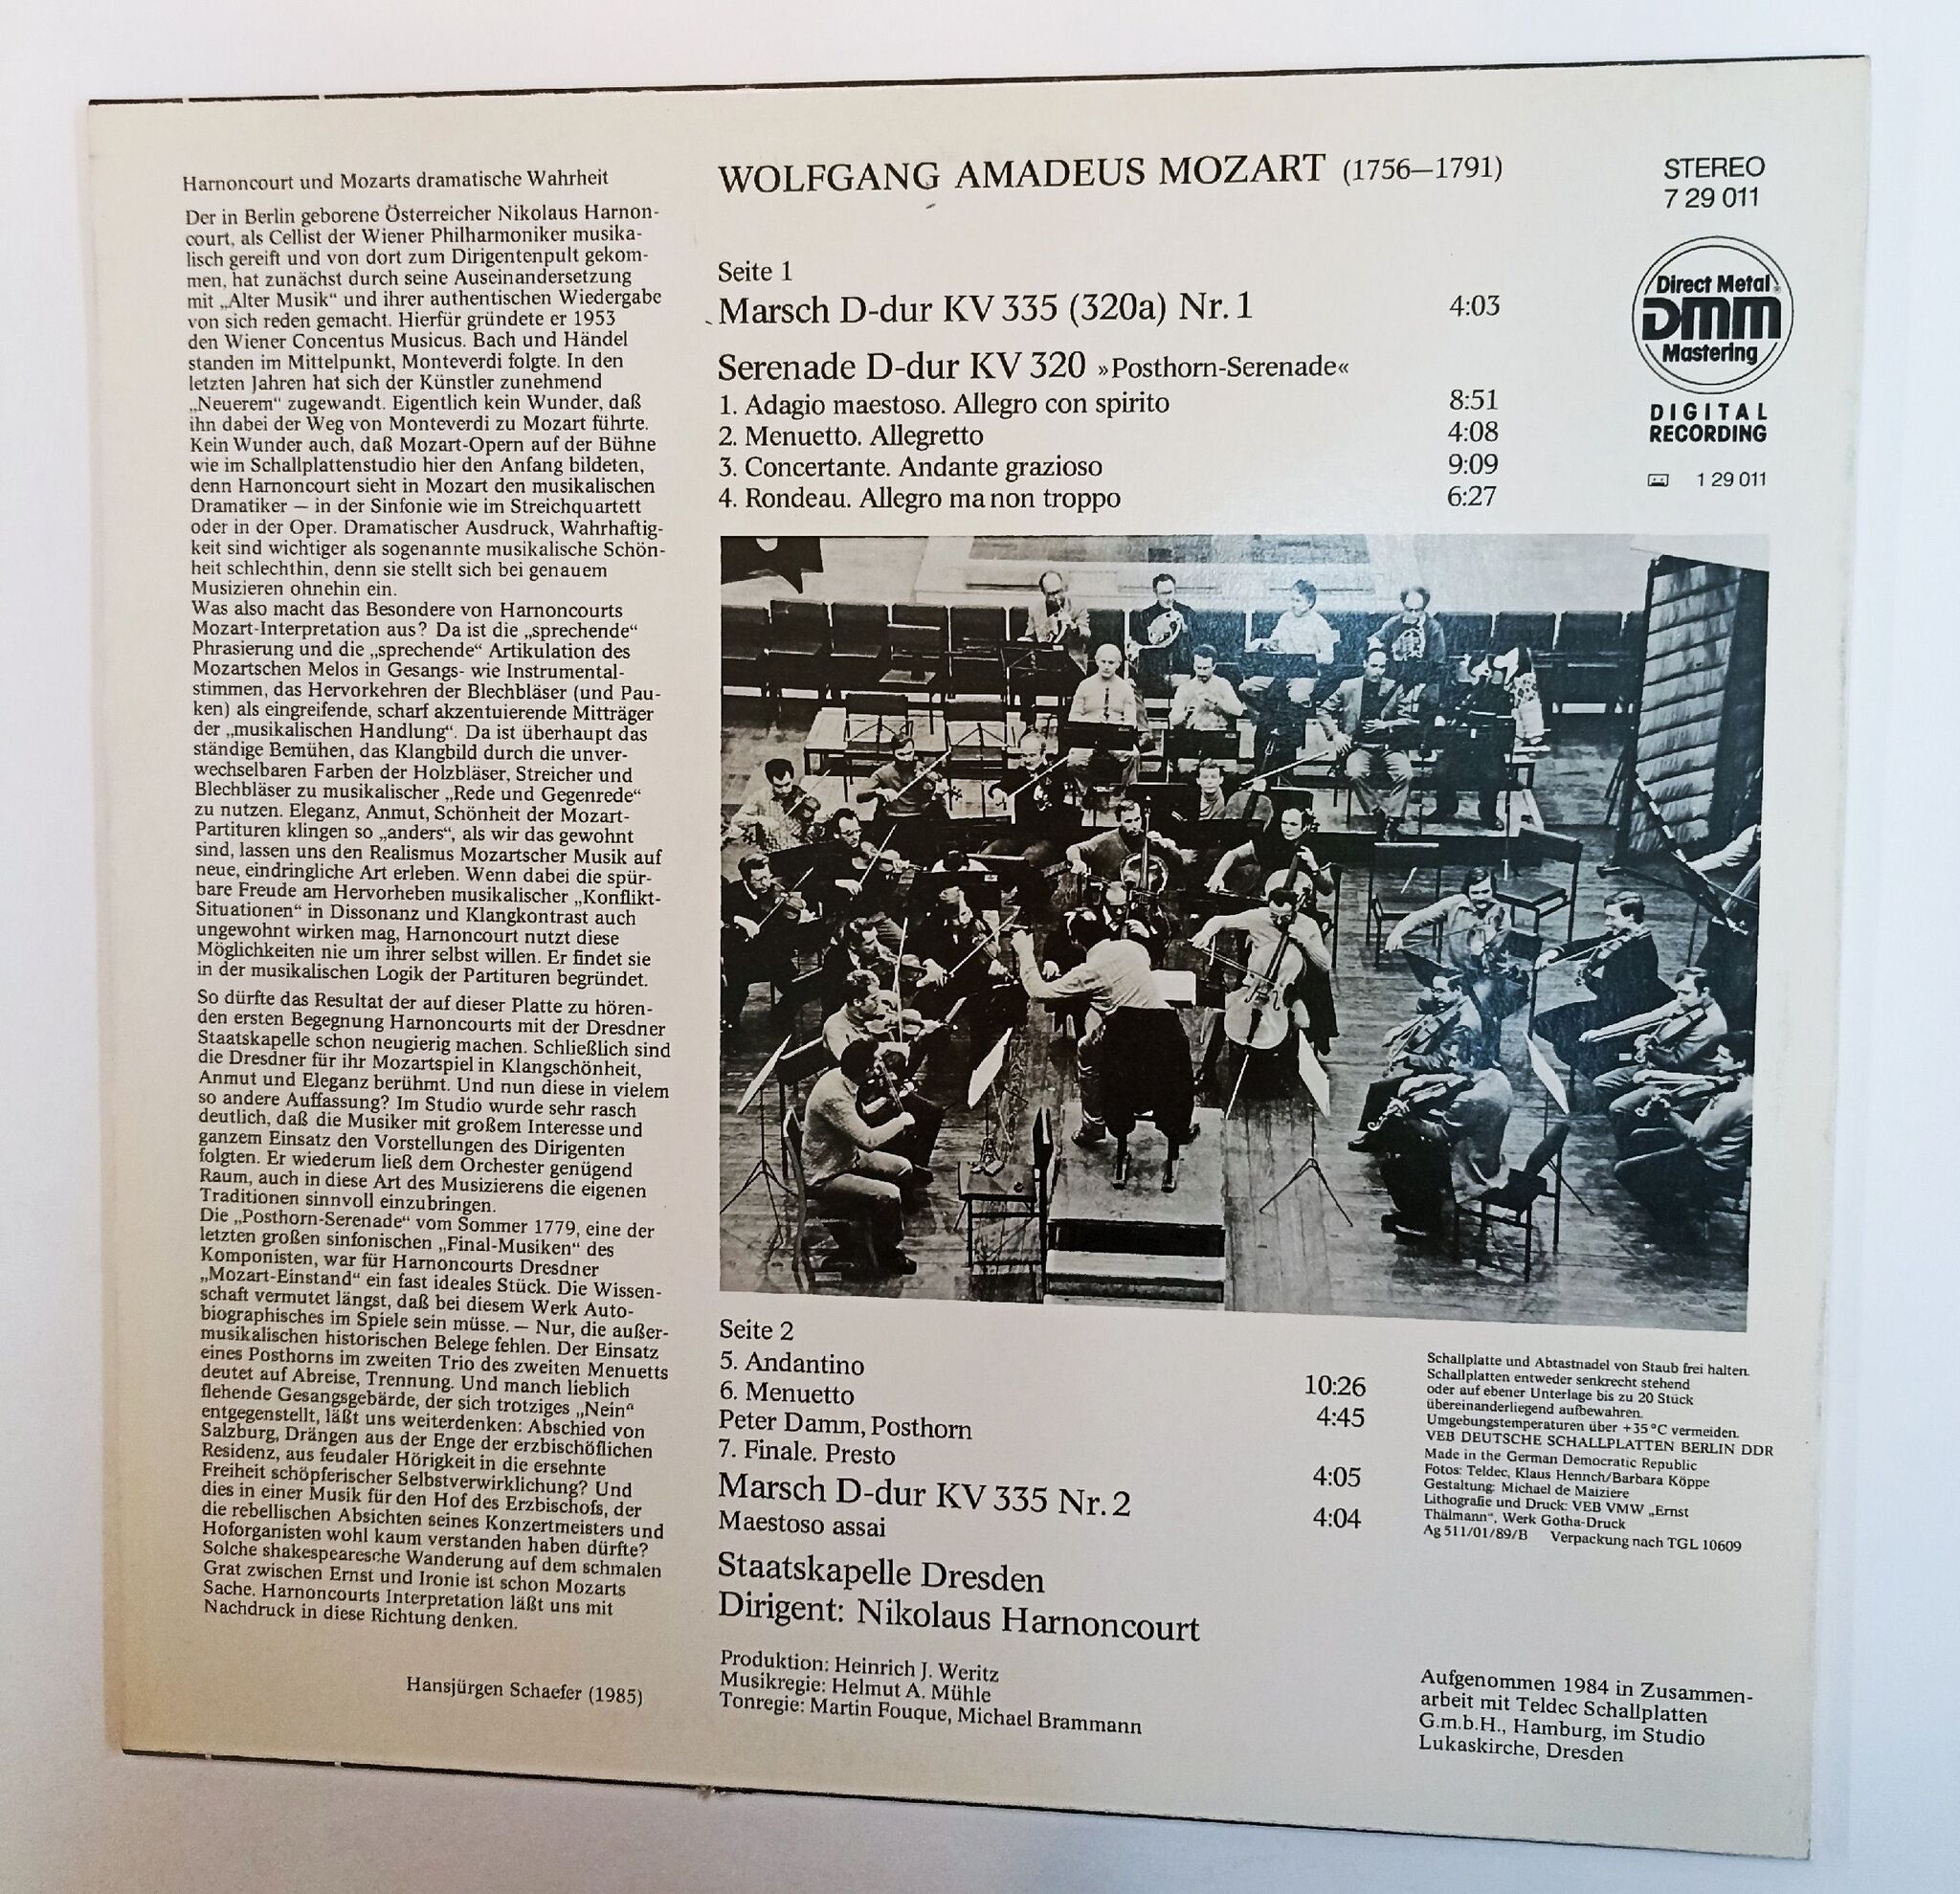 Harnoncourt und Mozarts dramatische Wahrheit
Der in Berlin geborene Österreicher Nikolaus Harnon-
court, als Cellist der Wiener Philharmoniker musika-
lisch gereift und von dort zum Dirigentenpult gekom-
men, hat zunächst durch seine Auseinandersetzung
mit „Alter Musik“ und ihrer authentischen Wiedergabe
von sich reden gemacht. Hierfür gründete er 1953
den Wiener Concentus Musicus. Bach und Händel
standen im Mittelpunkt, Monteverdi folgte. In den
letzten Jahren hat sich der Künstler zunehmend
„Neuerem“ zugewandt. Eigentlich kein Wunder, daß
ihn dabei der Weg von Monteverdi zu Mozart führte.
Kein Wunder auch, daß Mozart-Opern auf der Bühne
wie im Schallplattenstudio hier den Anfang bildeten,
denn Harnoncourt sieht in Mozart den musikalischen
Dramatiker — in der Sinfonie wie im Streichquartett
oder in der Oper. Dramatischer Ausdruck, Wahrhaftig-
keit sind wichtiger als sogenannte musikalische Schön-
heit schlechthin, denn sie stellt sich bei genauem
Musizieren ohnehin ein.
Was also macht das Besondere von Harnoncourts
Mozart-Interpretation aus? Da ist die „sprechende“
Phrasierung und die „sprechende“ Artikulation des
Mozartschen Melos in Gesangs- wie Instrumental-
stimmen, das Hervorkehren der Blechbläser (und Pau-
ken) als eingreifende, scharf akzentuierende Mitträger
der „musikalischen Handlung“. Da ist überhaupt das
ständige Bemühen, das Klangbild durch die unver-
wechselbaren Farben der Holzbläser, Streicher und
Blechbläser zu musikalischer „Rede und Gegenrede“
zu nutzen. Eleganz, Anmut, Schönheit der Mozart-
Partituren klingen so „anders“, als wir das gewohnt
sind, lassen uns den Realismus Mozartscher Musik auf
neue, eindringliche Art erleben. Wenn dabei die spür-
bare Freude am Hervorheben musikalischer „Konflikt-
Situationen“ in Dissonanz und Klangkontrast auch
ungewohnt wirken mag, Harnoncourt nutzt diese
Möglichkeiten nie um ihrer selbst willen. Er findet sie
in der musikalischen Logik der Partituren begründet.
So dürfte das Resultat der auf dieser Platte zu hören-
den ersten Begegnung Harnoncourts mit der Dresdner
Staatskapelle schon neugierig machen. Schließlich sind
die Dresdner für ihr Mozartspiel in Klangschönheit,
Anmut und Eleganz berühmt. Und nun diese in vielem
so andere Auffassung? Im Studio wurde sehr rasch
deutlich, daß die Musiker mit großem Interesse und
ganzem Einsatz den Vorstellungen des Dirigenten
folgten. Er wiederum ließ dem Orchester genügend
Raum, auch in diese Art des Musizierens die eigenen
Traditionen sinnvoll einzubringen.
Die „Posthorn-Serenade“ vom Sommer 1779, eine der
letzten großen sinfonischen „Final-Musiken“ des
Komponisten, war für Harnoncourts Dresdner
„Mozart-Einstand“ ein fast ideales Stück. Die Wissen-
schaft vermutet längst, daß bei diesem Werk Auto-
biographisches im Spiele sein müsse. — Nur, die außer-
musikalischen historischen Belege fehlen. Der Einsatz
eines Posthorns im zweiten Trio des zweiten Menuetts
deutet auf Abreise, Trennung. Und manch lieblich
flehende Gesangsgebärde, der sich trotziges „Nein“
entgegenstellt, läßt uns weiterdenken: Abschied von
Salzburg, Drängen aus der Enge der erzbischöflichen
Residenz, aus feudaler Hörigkeit in die ersehnte
Freiheit schöpferischer Selbstverwirklichung? Und
dies in einer Musik für den Hof des Erzbischofs, der
die rebellischen Absichten seines Konzertmeisters und
Hoforganisten wohl kaum verstanden haben dürfte?
Solche shakespearesche Wanderung auf dem schmalen
Grat zwischen Ernst und Ironie ist schon Mozarts
Sache. Harnoncourts Interpretation läßt uns mit
Nachdruck in diese Richtung denken.
Hansjürgen Schaefer (1985)
WOLFGANG AMADEUS MOZART (1756—1791)
Seite 1
Marsch D-dur KV 335 (320a) Nr. 1 4:03
Serenade D-dur KV 320 »Posthorn-Serenade«
1. Adagio maestoso. Allegro con spirito 8:51
2. Menuetto. Allegretto 4:08
3. Concertante. Andante grazioso 9:09
4. Rondeau. Allegro ma non troppo 6:27
STEREO
7 29 011
Direct Metal
DMM
Mastering
DIGITAL
RECORDING
1 29 011
Seite 2
5. Andantino 10:26
6. Menuetto 4:45
Peter Damm, Posthorn
7. Finale. Presto 4:05
Marsch D-dur KV 335 Nr. 2 4:04
Maestoso assai
Staatskapelle Dresden
Dirigent: Nikolaus Harnoncourt
Produktion: Heinrich J. Weritz
Musikregie: Helmut A. Mühle
Tonregie: Martin Fouque, Michael Brammann
Schallplatte und Abtastnadel von Staub frei halten.
Schallplatten entweder senkrecht stehend
oder auf ebener Unterlage bis zu 20 Stück
übereinanderliegend aufbewahren.
Umgebungstemperaturen über +35°C vermeiden.
VEB DEUTSCHE SCHALLPLATTEN BERLIN DDR
Made in the German Democratic Republic
Fotos: Teldec, Klaus Hennch/Barbara Köppe
Gestaltung: Michael de Maiziere
Lithografie und Druck: VEB VMW „Ernst
Thälmann“, Werk Gotha-Druck
Ag 511/01/89/B Verpackung nach TGL 10609
Aufgenommen 1984 in Zusammen-
arbeit mit Teldec Schallplatten
G.m.b.H., Hamburg, im Studio
Lukaskirche, Dresden